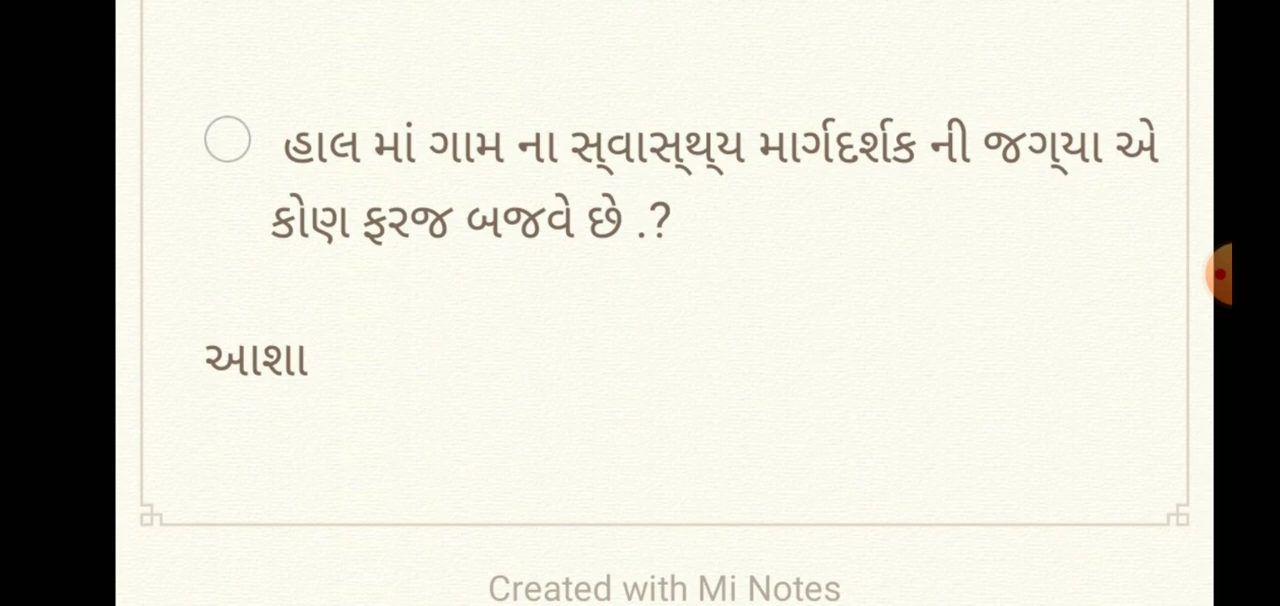 હાલ માં ગામ ના સ્વાસ્થ્ય માર્ગદર્શક ની જગ્યા એ
કોણ ફરજ બજવે છે .?
આશા
Created with Mi Notes